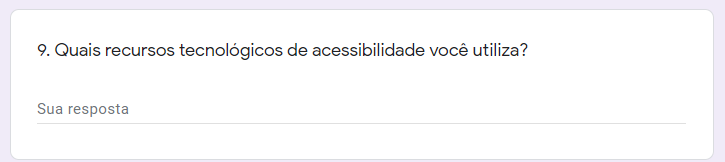 9. Quais recursos tecnológicos de acessibilidade você utiliza?
Sua resposta